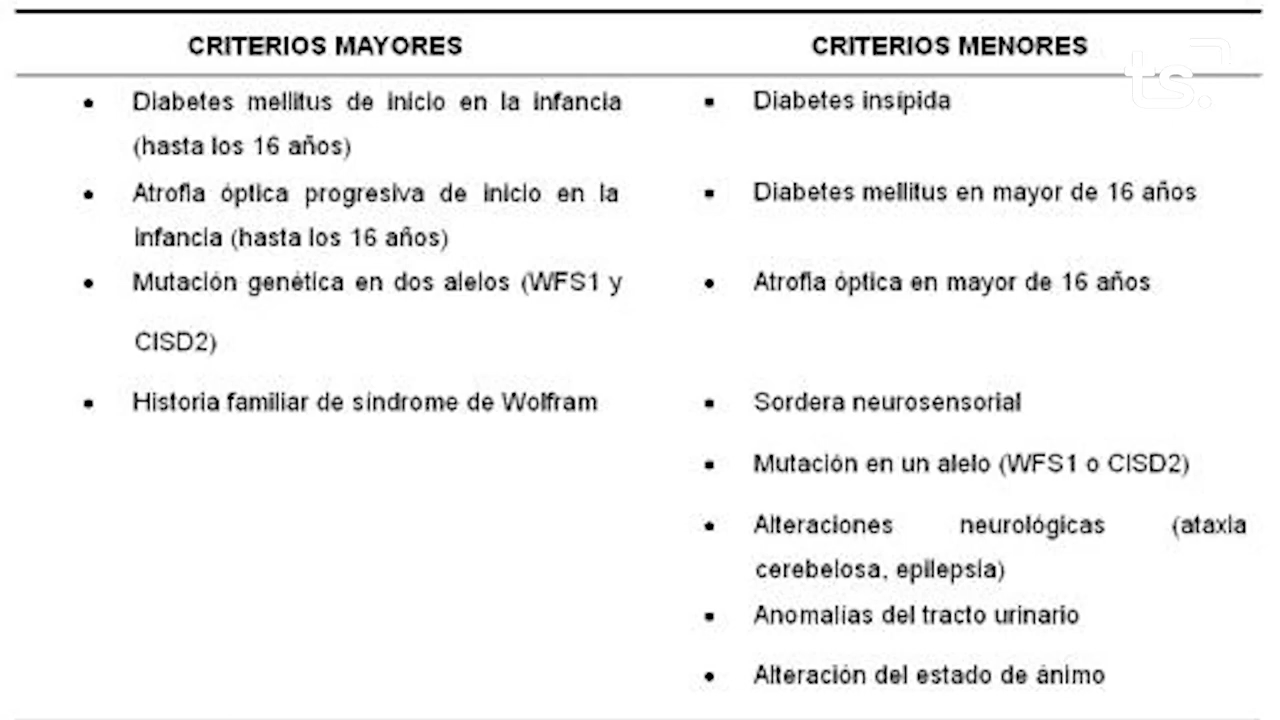 CRITERIOS MAYORES
CRITERIOS MENORES
Diabetes mellitus de inicio en la infancia
(hasta los 16 años)
Atrofia óptica progresiva de inicio en la
infancia (hasta los 16 años)
Mutación genética en dos alelos (WFS1 y
CISD2)
Historia familiar de síndrome de Wolfram
Diabetes insípida
Diabetes mellitus en mayor de 16 años
Atrofia óptica en mayor de 16 años
Sordera neurosensorial
Mutación en un alelo (WFS1 o CISD2)
Alteraciones neurológicas (ataxia
cerebelosa, epilepsia)
Anomalías del tracto urinario
Alteración del estado de ánimo
ts.